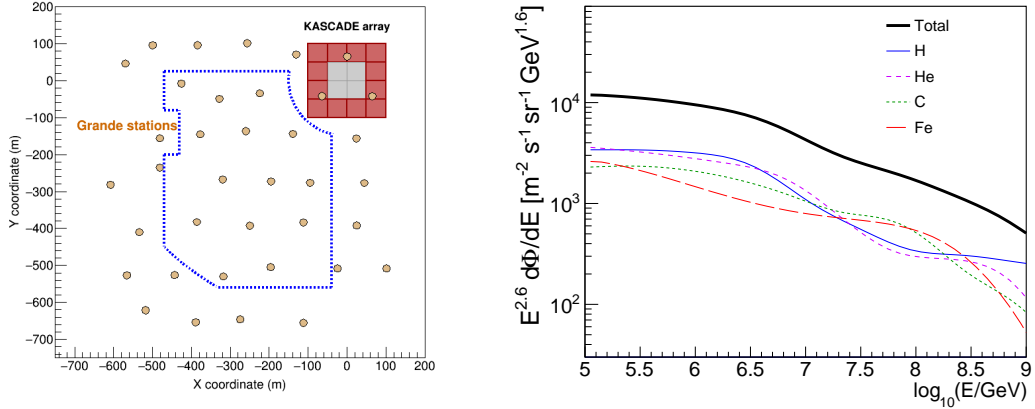 KASCADE array
Grande stations
200
100
0
−100
−200
−300
−400
−500
−600
−700
Y coordinate (m)
−700 −600 −500 −400 −300 −200 −100 0 100 200
X coordinate (m)
Total
H
He
C
Fe
E^2.6 dΦ/dE [m^-2 s^-1 sr^-1 GeV^1.6]
10^4
10^3
10^2
5 5.5 6 6.5 7 7.5 8 8.5 9
log_10(E/GeV)